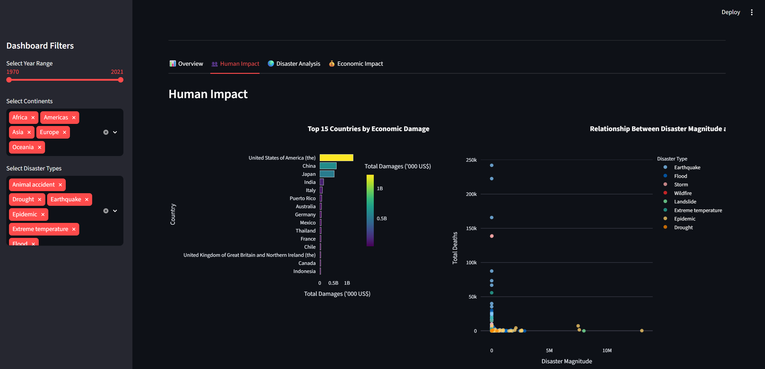 Deploy
Dashboard Filters
Select Year Range
1970 2021
Select Continents
Africa Americas
Asia Europe
Oceania
Select Disaster Types
Animal accident
Drought Earthquake
Epidemic
Extreme temperature
Flood
Overview Human Impact Disaster Analysis Economic Impact
Human Impact
Top 15 Countries by Economic Damage
United States of America (the)
China
Japan
India
Italy
Puerto Rico
Australia
Germany
Mexico
Thailand
France
Chile
United Kingdom of Great Britain and Northern Ireland (the)
Canada
Indonesia
Country
0 0.5B 1B
Total Damages ('000 US$)
Total Damages ('000 US$)
1B
0.5B
Relationship Between Disaster Magnitude a
Disaster Type
Earthquake
Flood
Storm
Wildfire
Landslide
Extreme temperature
Epidemic
Drought
250k
200k
150k
100k
50k
0
Total Deaths
0 5M 10M
Disaster Magnitude